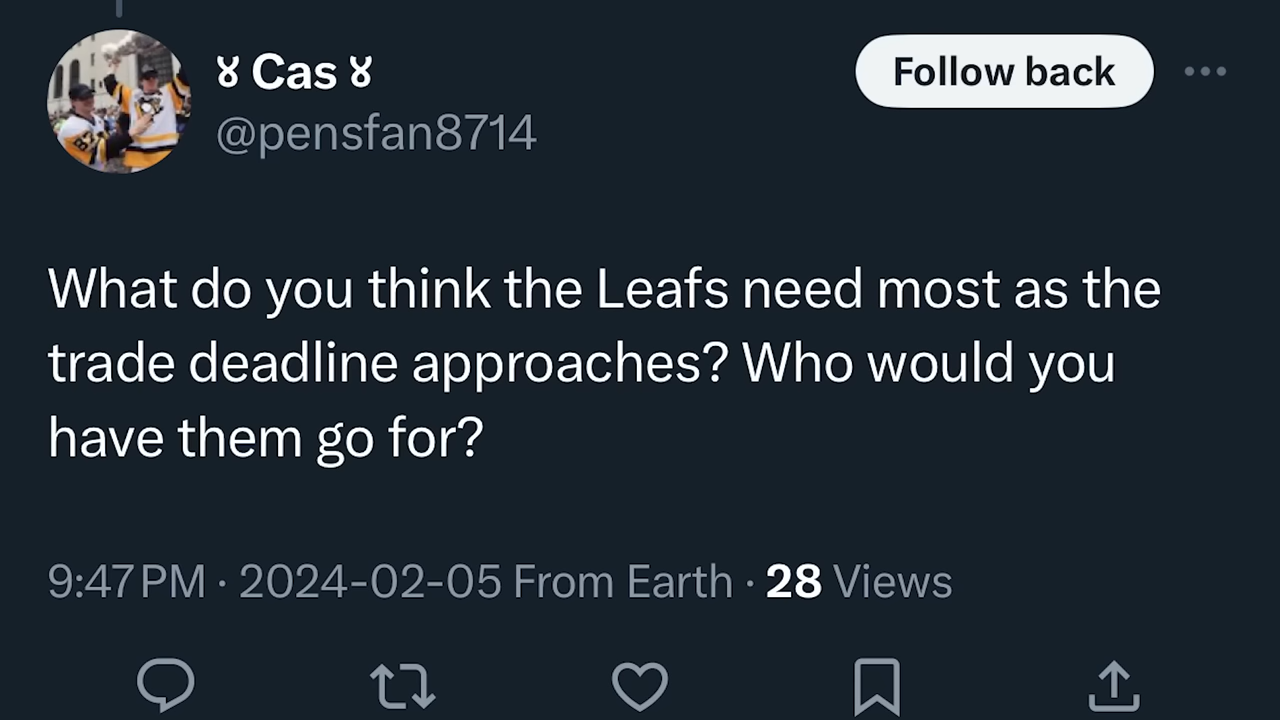 ŏ Cas ŏ
Follow back
@pensfan8714
What do you think the Leafs need most as the
trade deadline approaches? Who would you
have them go for?
9:47 PM · 2024-02-05 From Earth · 28 Views